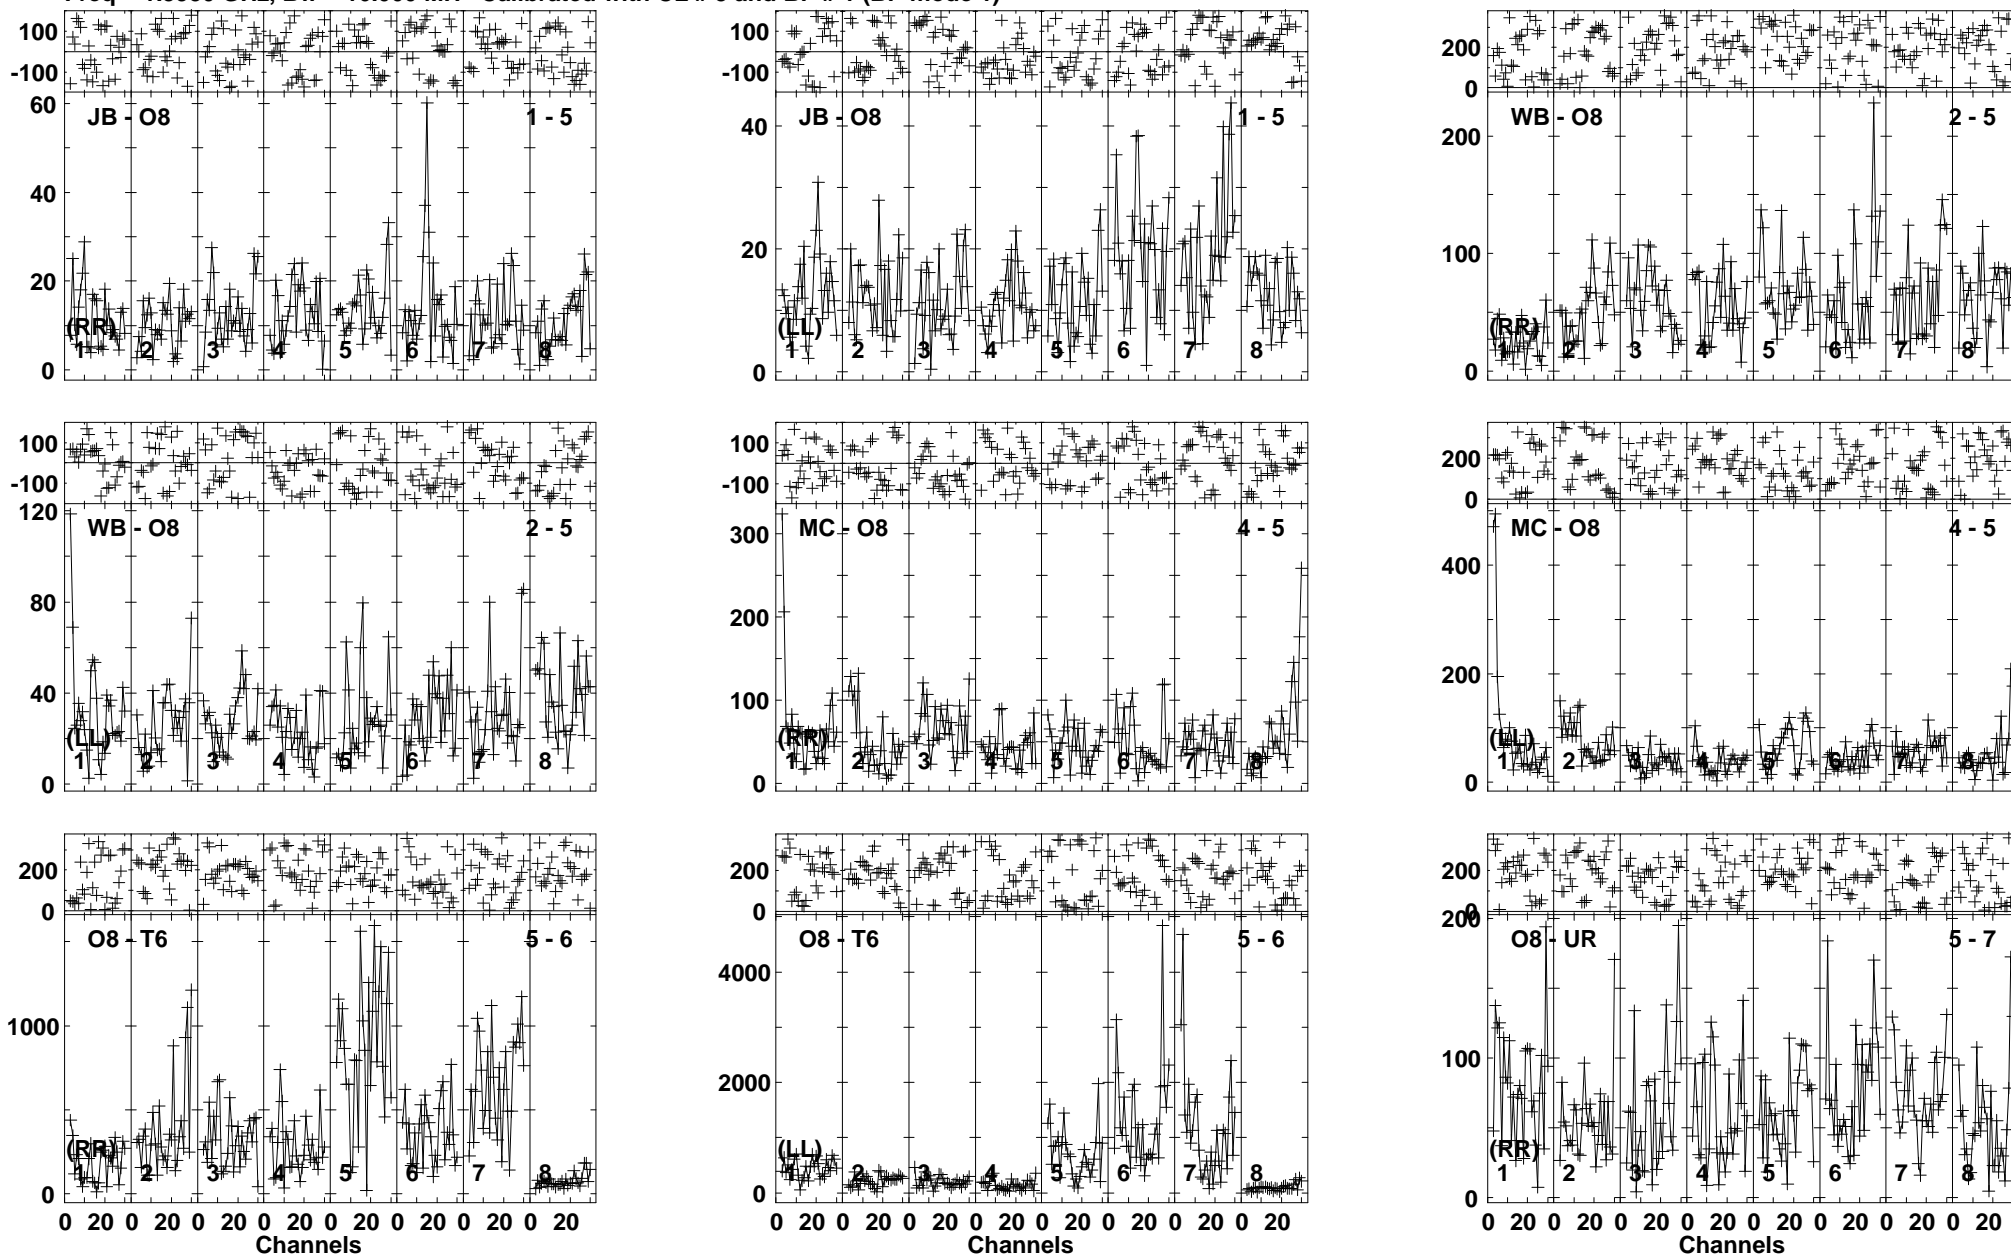 100 100 200
-100 -100 0
60 JB - O8 1 - 5 40 JB - O8 1 - 5 200 WB - O8 2 - 5
40 20 100
20
0 (RR) 1 2 3 4 5 6 7 8 0 (LL) 1 2 3 4 5 6 7 8 0 (RR) 1 2 3 4 5 6 7 8
100 100 200
-100 -100 0
120 WB - O8 2 - 5 300 MC - O8 4 - 5 400 MC - O8 4 - 5
80 200 200
40 100
0 (LL) 1 2 3 4 5 6 7 8 0 (RR) 1 2 3 4 5 6 7 8 0 (LL) 1 2 3 4 5 6 7 8
200 200 200
0 0 0
O8 - T6 5 - 6 O8 - T6 5 - 6 200 O8 - UR 5 - 7
1000 4000 100
2000
0 (RR) 1 2 3 4 5 6 7 8 0 (LL) 1 2 3 4 5 6 7 8 0 (RR) 1 2 3 4 5 6 7 8
0 20 0 20 0 20 0 20 0 20 0 20 0 20 0 20 0 20 0 20 0 20 0 20 0 20 0 20 0 20 0 20 0 20 0 20 0 20 0 20 0 20 0 20 0 20 0 20
Channels Channels Channels